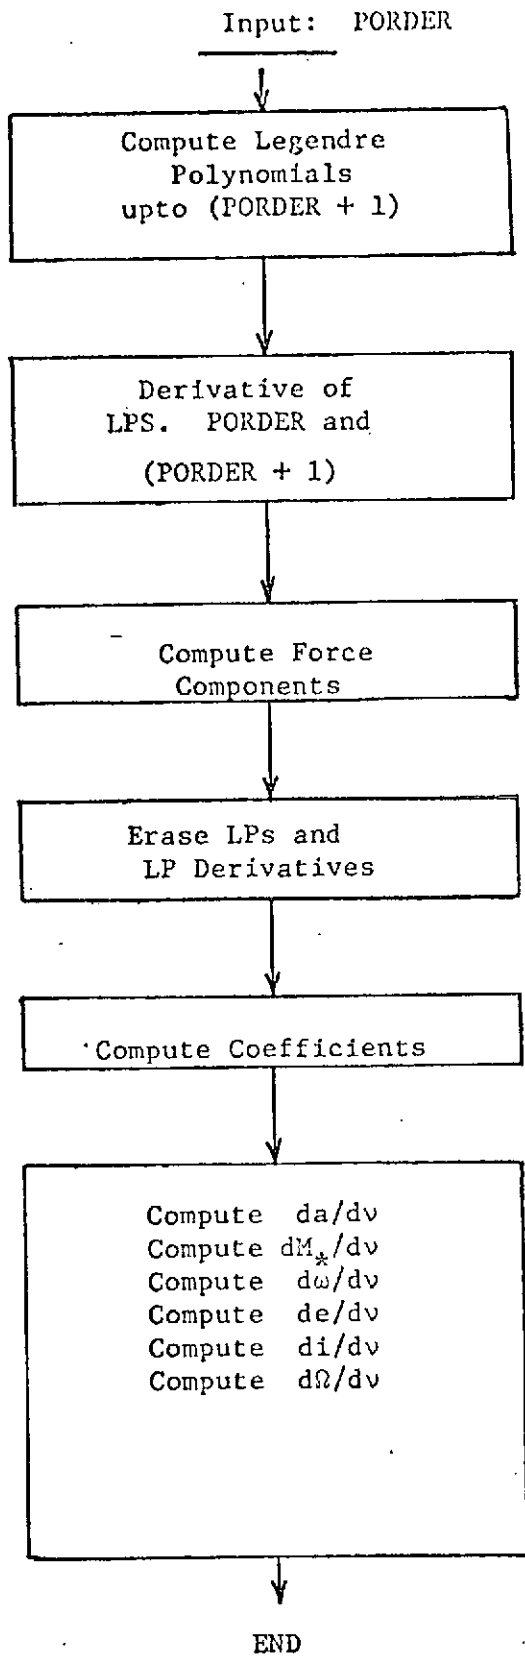 Input: PORDER
Compute Legendre
Polynomials
upto (PORDER + 1)
Derivative of
LPS. PORDER and
(PORDER + 1)
Compute Force
Components
Erase LPs and
LP Derivatives
Compute Coefficients
Compute da/dν
Compute dM*/dν
Compute dω/dν
Compute de/dν
Compute di/dν
Compute dΩ/dν
END